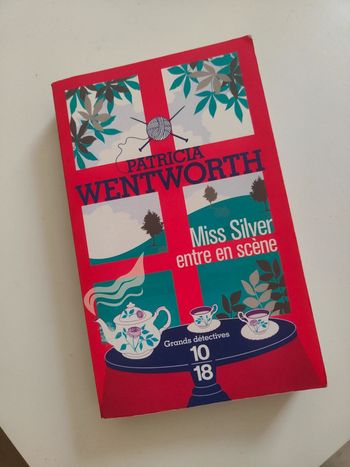 PATRICIA
WENTWORTH
Miss Silver
entre en scène
Grands détectives
10
18